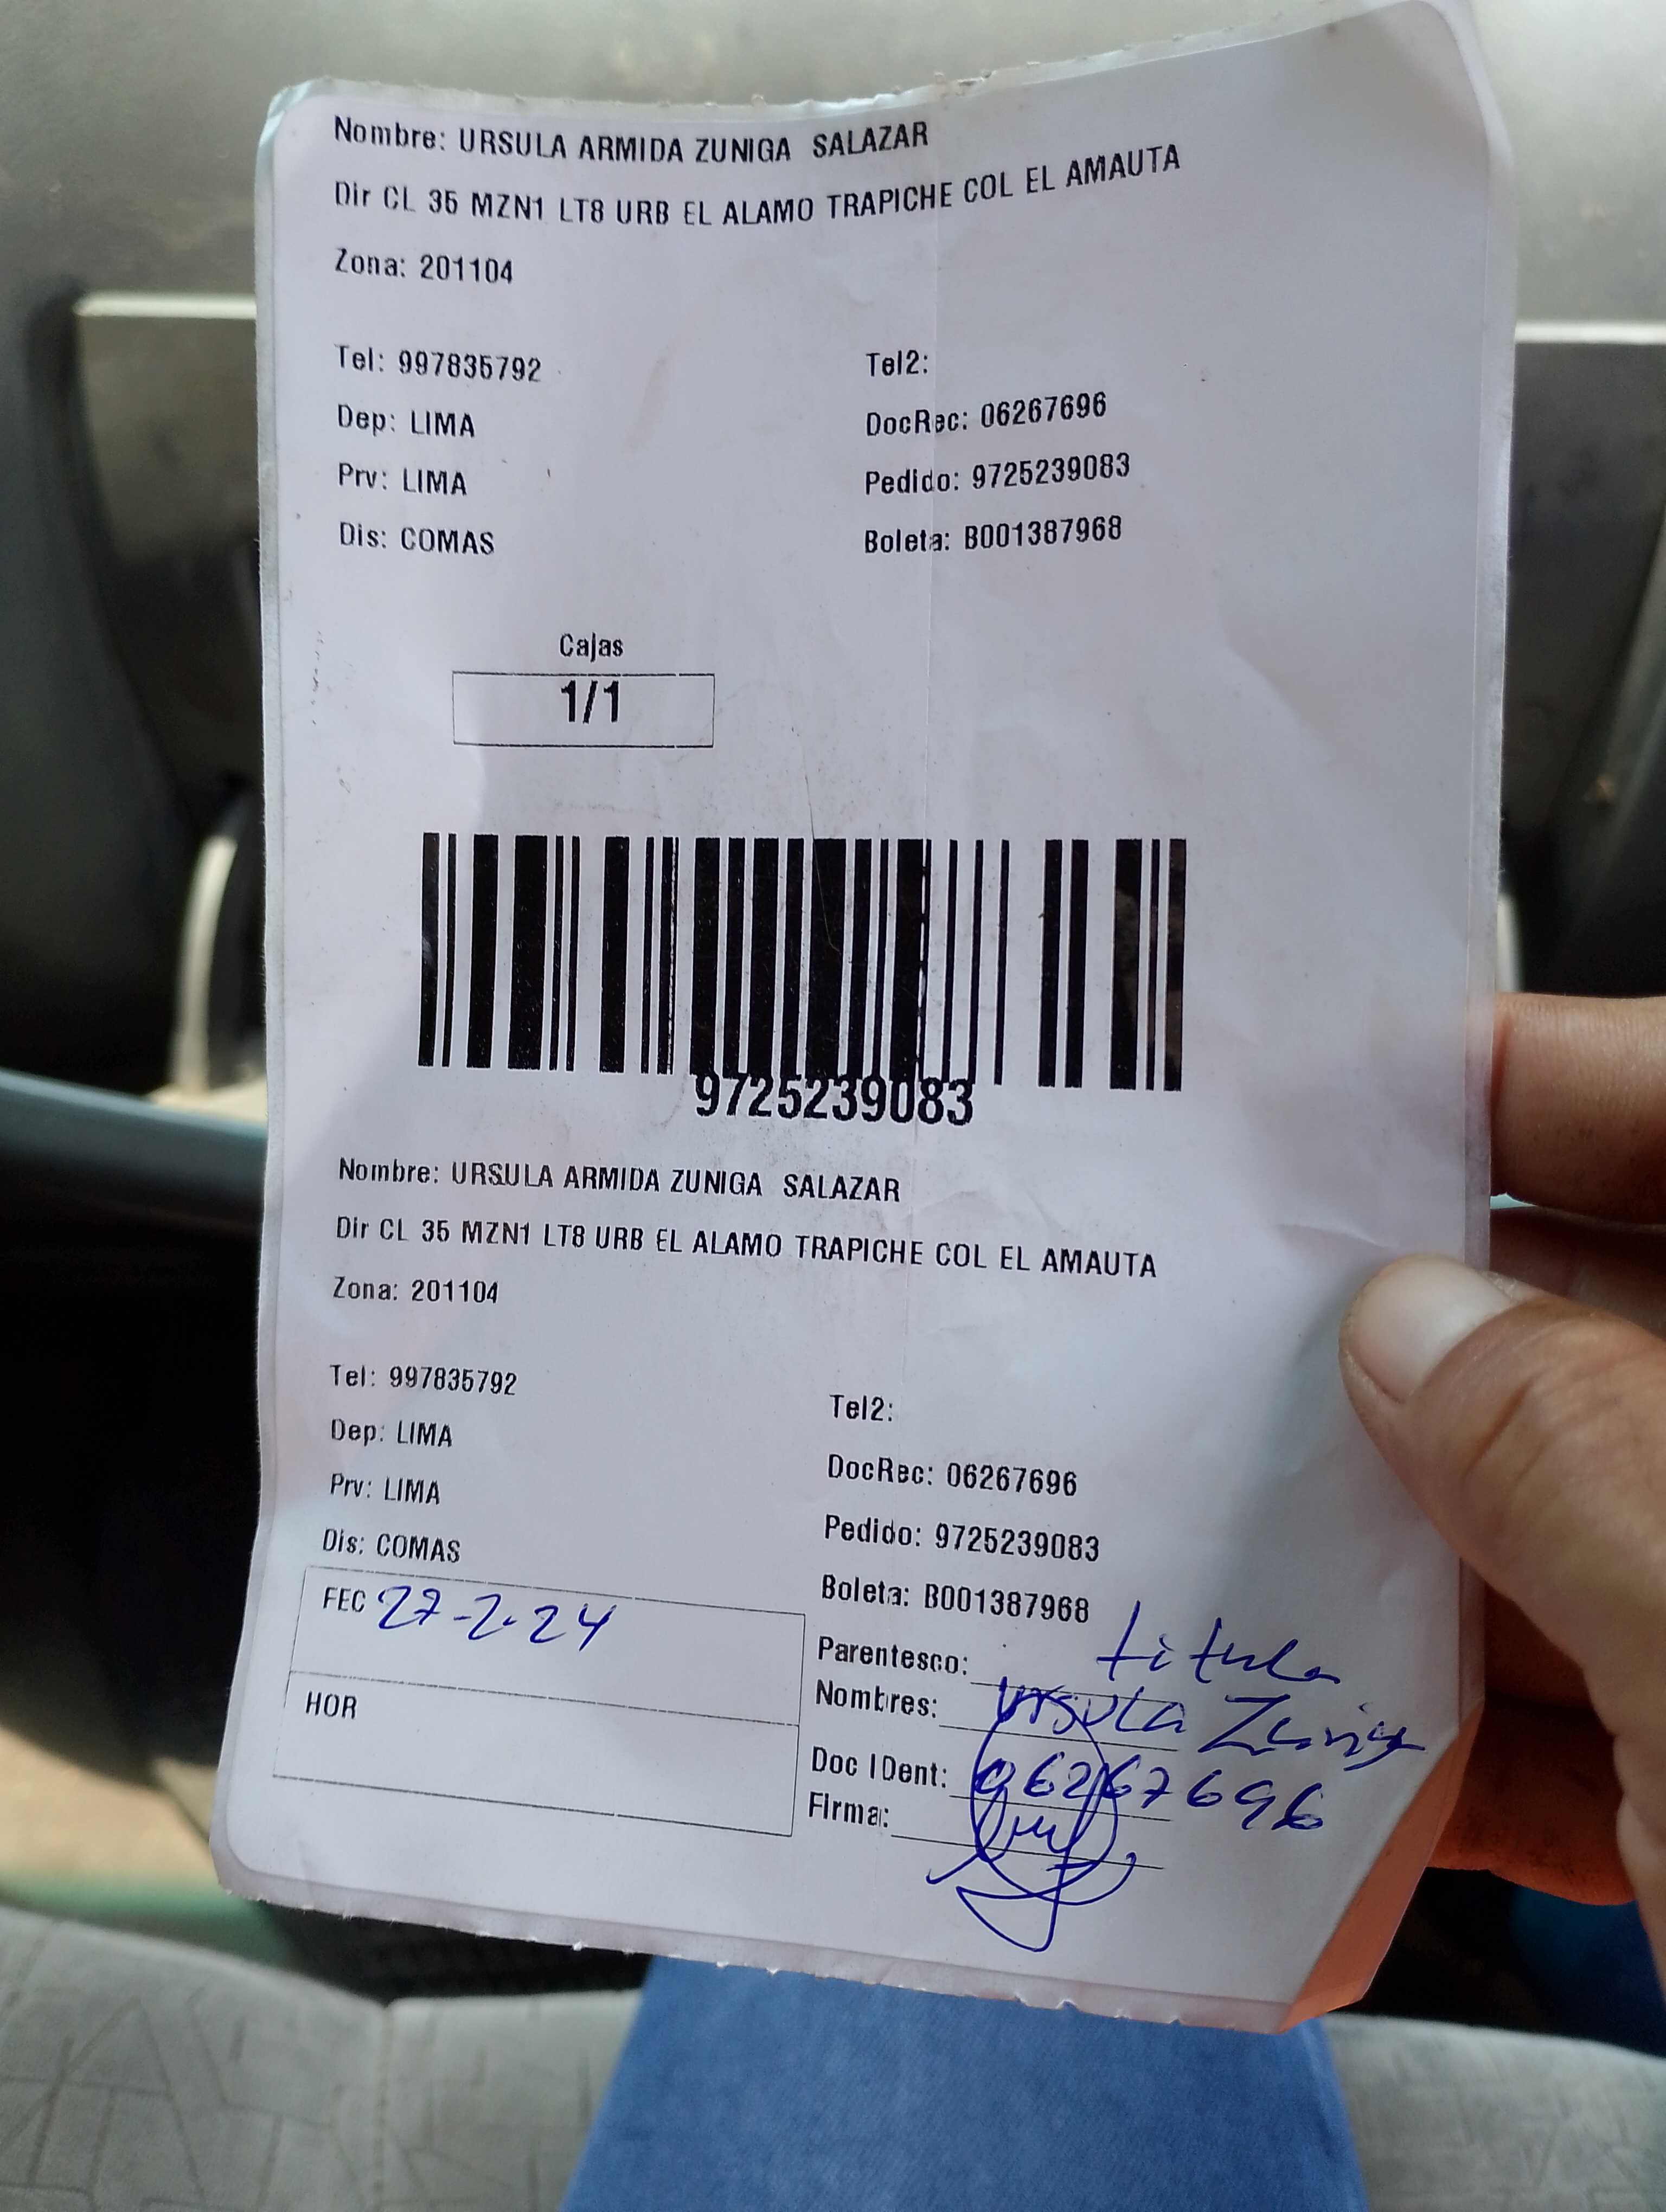 Nombre: URSULA ARMIDA ZUNIGA  SALAZAR
Dir CL 35 MZN1 LT8 URB EL ALAMO TRAPICHE COL EL AMAUTA
Zona: 201104
Tel: 997835792 Tel2:
Dep: LIMA DocRec: 06267696
Prv: LIMA Pedido: 9725239083
Dis: COMAS Boleta: B001387968
Cajas
1/1
9725239083
Nombre: URSULA ARMIDA ZUNIGA  SALAZAR
Dir CL 35 MZN1 LT8 URB EL ALAMO TRAPICHE COL EL AMAUTA
Zona: 201104
Tel: 997835792 Tel2:
Dep: LIMA DocRec: 06267696
Prv: LIMA Pedido: 9725239083
Dis: COMAS Boleta: B001387968
FEC 27-2-24
HOR
Parentesco: titula
Nombres: Ursula Zuniga
Doc IDent: 06267696
Firma: